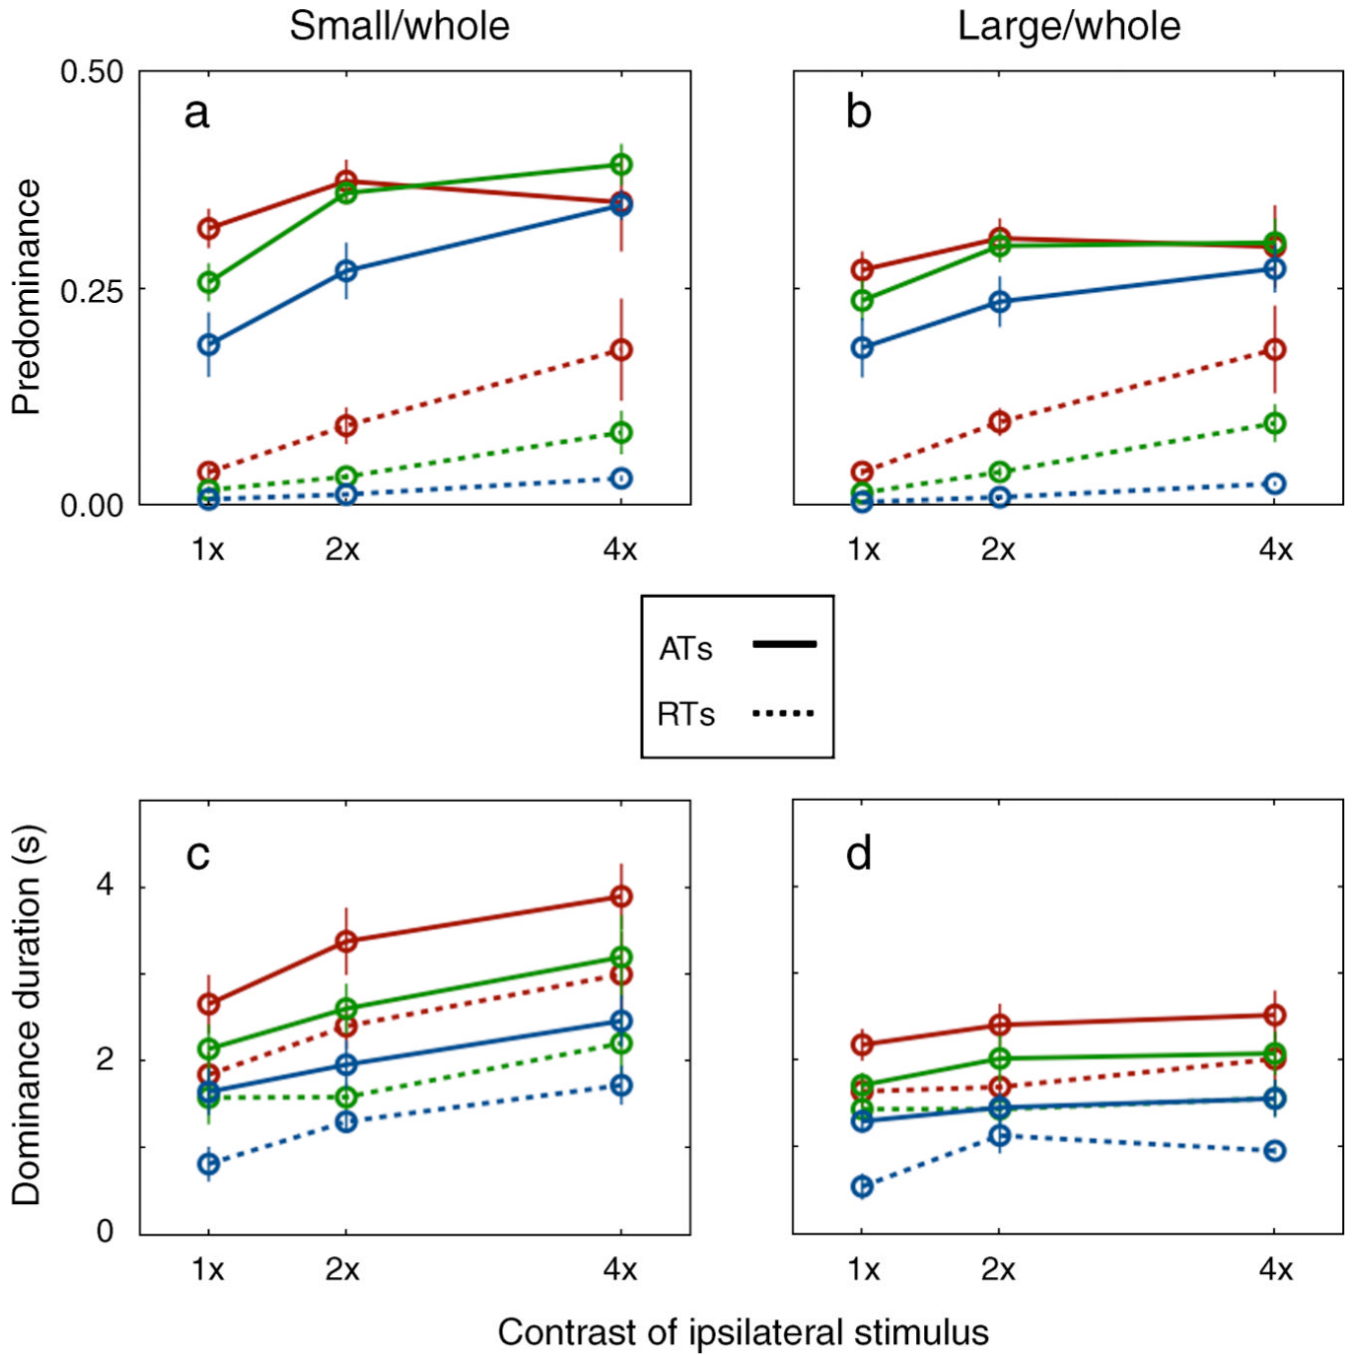 Small/whole
Large/whole
a
b
0.50
0.25
0.00
Predominance
1x 2x 4x
1x 2x 4x
ATs
RTs
c
d
4
2
0
Dominance duration (s)
1x 2x 4x
1x 2x 4x
Contrast of ipsilateral stimulus